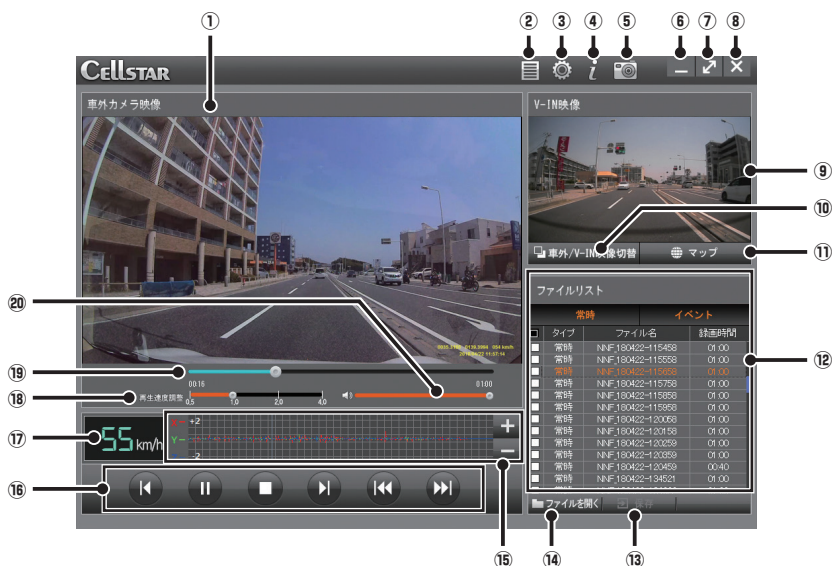 ① ② ③ ④ ⑤ ⑥ ⑦ ⑧
CELLSTAR
車外カメラ映像
V-IN映像
⑨
⑩
車外/V-IN映像切替 マップ
⑪
ファイルリスト
常時 イベント
タイプ ファイル名 録画時間
常時 NNF_180422-115458 01:00
常時 NNF_180422-115558 01:00
常時 NNF_180422-115658 01:00
常時 NNF_180422-115758 01:00
常時 NNF_180422-115858 01:00
常時 NNF_180422-115958 01:00
常時 NNF_180422-120058 01:00
常時 NNF_180422-120158 01:00
常時 NNF_180422-120259 01:00
常時 NNF_180422-120359 01:00
常時 NNF_180422-120459 00:40
常時 NNF_180422-134521 01:00
⑫
ファイルを開く 保存
⑬
⑭
⑳
2018/04/22 11:57:14
⑲
00:16 01:00
⑱
再生速度調整
0.5 1.0 2.0 4.0
⑰
55 km/h
+2
Y
-2
+
−
⑯
⑮